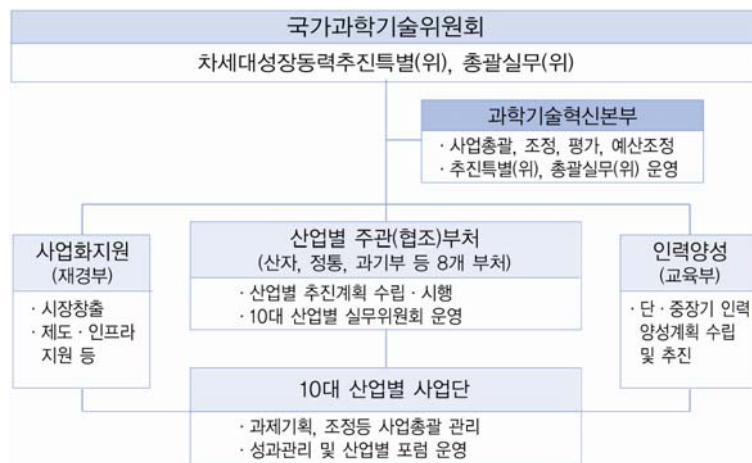 국가과학기술위원회
차세대성장동력추진특별(위), 총괄실무(위)
과학기술혁신본부
· 사업총괄, 조정, 평가, 예산조정
· 추진특별(위), 총괄실무(위) 운영
사업화지원
(재경부)
· 시장창출
· 제도 · 인프라
지원 등
산업별 주관(협조)부처
(산자, 정통, 과기부 등 8개 부처)
· 산업별 추진계획 수립 · 시행
· 10대 산업별 실무위원회 운영
인력양성
(교육부)
· 단 · 중장기 인력
양성계획 수립
및 추진
10대 산업별 사업단
· 과제기획, 조정등 사업총괄 관리
· 성과관리 및 산업별 포럼 운영